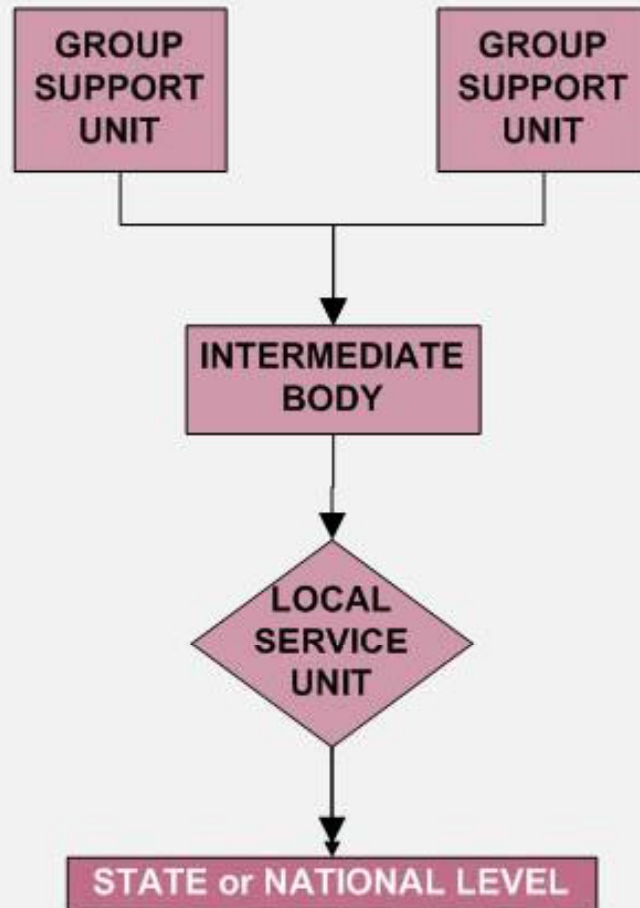 GROUP
SUPPORT
UNIT
GROUP
SUPPORT
UNIT
INTERMEDIATE
BODY
LOCAL
SERVICE
UNIT
STATE or NATIONAL LEVEL